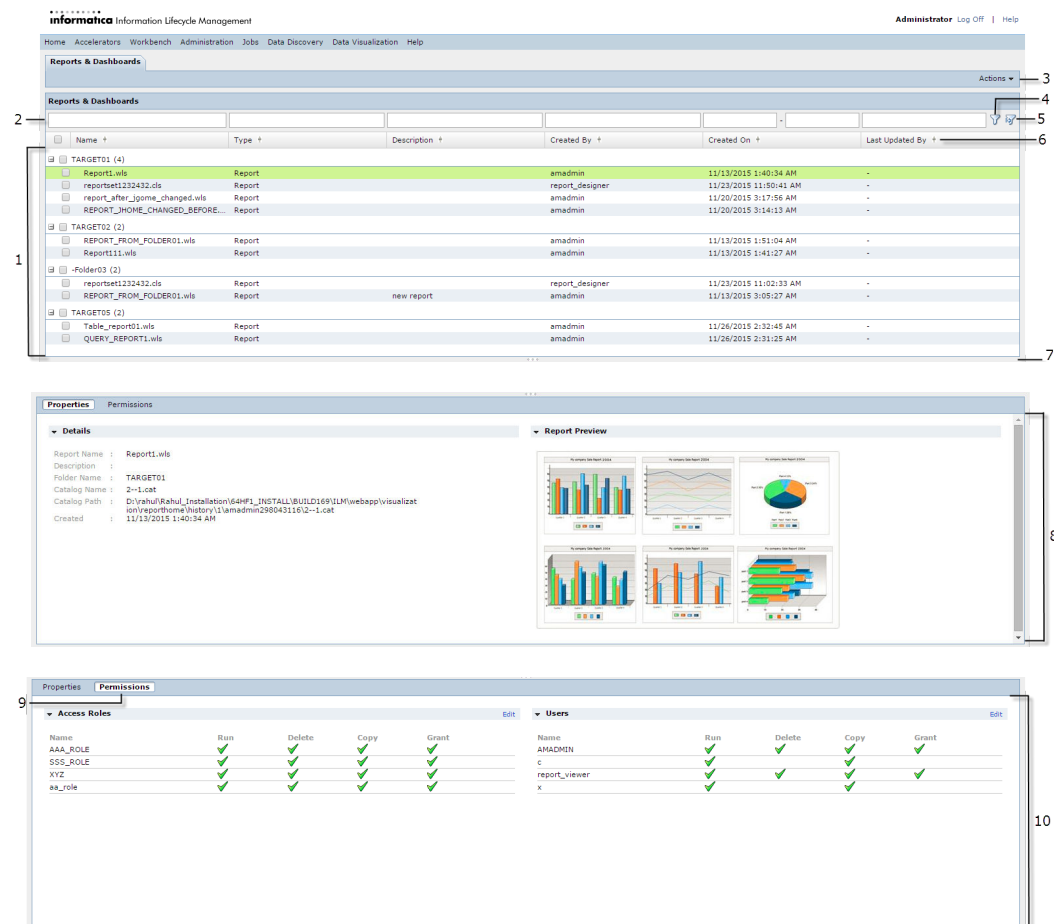 informatica Information Lifecycle Management
Administrator Log Off | Help
Home Accelerators Workbench Administration Jobs Data Discovery Data Visualization Help
Reports & Dashboards
Actions
3
Reports & Dashboards
4
2
-
5
Name Type Description Created By Created On Last Updated By
6
TARGET01 (4)
Report1.wls Report amadmin 11/13/2015 1:40:34 AM -
reportset1232432.cls Report report_designer 11/23/2015 11:50:41 AM -
report_after_jgome_changed.wls Report amadmin 11/20/2015 3:17:56 AM -
REPORT_JHOME_CHANGED_BEFORE... Report amadmin 11/20/2015 3:14:13 AM -
TARGET02 (2)
REPORT_FROM_FOLDER01.wls Report amadmin 11/13/2015 1:51:04 AM -
Report111.wls Report amadmin 11/13/2015 1:41:27 AM -
1
-Folder03 (2)
reportset1232432.cls Report report_designer 11/23/2015 11:02:33 AM -
REPORT_FROM_FOLDER01.wls Report new report amadmin 11/13/2015 3:05:27 AM -
TARGET05 (2)
Table_report01.wls Report amadmin 11/26/2015 2:32:45 AM -
QUERY_REPORT1.wls Report amadmin 11/26/2015 2:31:25 AM -
7
Properties Permissions
Details
Report Preview
Report Name : Report1.wls
Description :
Folder Name : TARGET01
Catalog Name : 2--1.cat
Catalog Path : D:\rahul\Rahul_Installation\64HF1_INSTALL\BUILD169\ILM\webapp\visualizat
ion\reporthome\history\1\amadmin298043116\2--1.cat
Created : 11/13/2015 1:40:34 AM
8
Properties Permissions
9
Access Roles Edit
Users Edit
Name Run Delete Copy Grant
Name Run Delete Copy Grant
AAA_ROLE
AMADMIN
SSS_ROLE
c
XYZ
report_viewer
aa_role
x
10